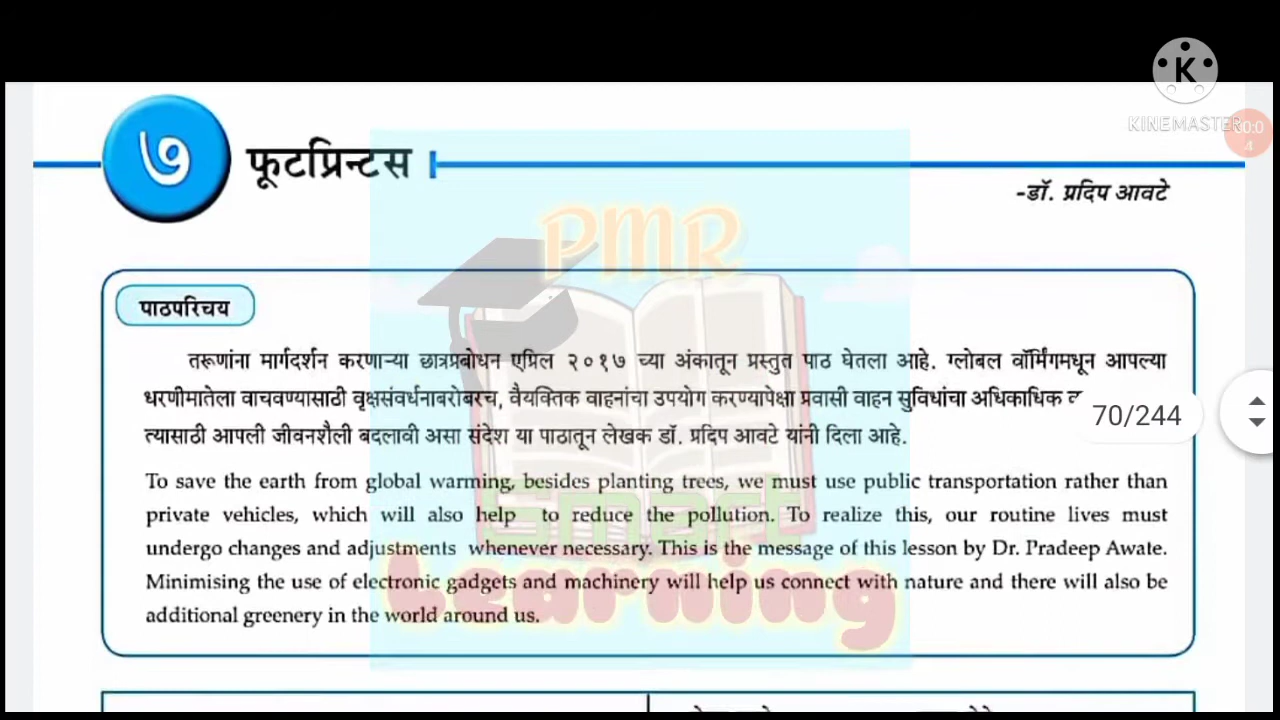 KINEMASTER
00:0
4
७ फूटप्रिन्टस
-डॉ. प्रदिप आवटे
PMR
पाठपरिचय
तरूणांना मार्गदर्शन करणाऱ्या छात्रप्रबोधन एप्रिल २०१७ च्या अंकातून प्रस्तुत पाठ घेतला आहे. ग्लोबल वॉर्मिंगमधून आपल्या
धरणीमातेला वाचवण्यासाठी वृक्षसंवर्धनाबरोबरच, वैयक्तिक वाहनांचा उपयोग करण्यापेक्षा प्रवासी वाहन सुविधांचा अधिकाधिक
70/244
त्यासाठी आपली जीवनशैली बदलावी असा संदेश या पाठातून लेखक डॉ. प्रदिप आवटे यांनी दिला आहे.
To save the earth from global warming, besides planting trees, we must use public transportation rather than
private vehicles, which will also help to reduce the pollution. To realize this, our routine lives must
undergo changes and adjustments whenever necessary. This is the message of this lesson by Dr. Pradeep Awate.
Minimising the use of electronic gadgets and machinery will help us connect with nature and there will also be
additional greenery in the world around us.
Smart
Learning